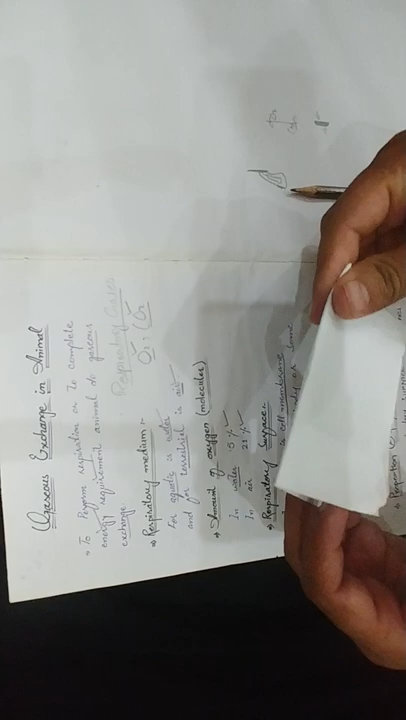 Gaseous Exchange in Animal
To Perform respiration or To complete
energy requirement animal do gaseous
exchange
Respiratory Gases
O2, CO2
⇒ Respiratory medium :-
For aquatic is water
and for terrestrial is air
⇒ Amount of oxygen (molecular)
In water 5 %
In air 21 %
⇒ Respiratory Surface :-
is cell membrane